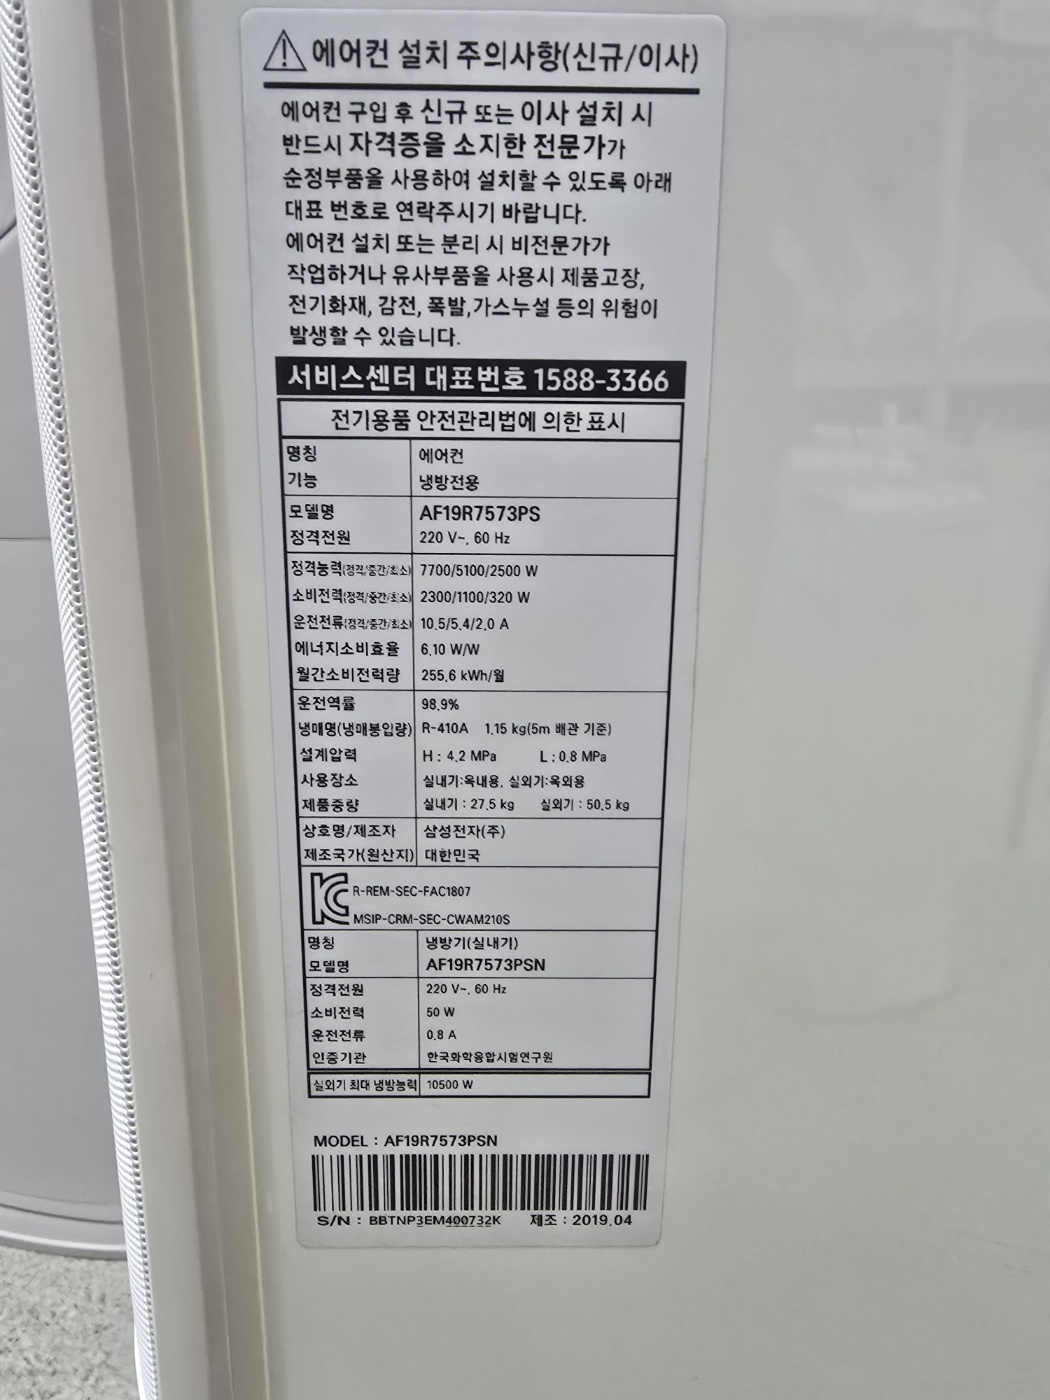 에어컨 설치 주의사항(신규/이사)
에어컨 구입 후 신규 또는 이사 설치 시
반드시 자격증을 소지한 전문가가
순정부품을 사용하여 설치할 수 있도록 아래
대표 번호로 연락주시기 바랍니다.
에어컨 설치 또는 분리 시 비전문가가
작업하거나 유사부품을 사용시 제품고장,
전기화재, 감전, 폭발,가스누설 등의 위험이
발생할 수 있습니다.
서비스센터 대표번호 1588-3366
전기용품 안전관리법에 의한 표시
명칭 에어컨
기능 냉방전용
모델명 AF19R7573PS
정격전원 220 V~, 60 Hz
정격능력(정격/중간/최소) 7700/5100/2500 W
소비전력(정격/중간/최소) 2300/1100/320 W
운전전류(정격/중간/최소) 10.5/5.4/2.0 A
에너지소비효율 6.10 W/W
월간소비전력량 255.6 kWh/월
운전역률 98.9%
냉매명(냉매봉입량) R-410A 1.15 kg(5m 배관 기준)
설계압력 H : 4.2 MPa L : 0.8 MPa
사용장소 실내기:옥내용, 실외기:옥외용
제품중량 실내기 : 27.5 kg 실외기 : 50.5 kg
상호명/제조자 삼성전자(주)
제조국가(원산지) 대한민국
R-REM-SEC-FAC1807
MSIP-CRM-SEC-CWAM210S
명칭 냉방기(실내기)
모델명 AF19R7573PSN
정격전원 220 V~, 60 Hz
소비전력 50 W
운전전류 0.8 A
인증기관 한국화학융합시험연구원
실외기 최대 냉방능력 10500 W
MODEL : AF19R7573PSN
S/N : BBTNP3EM400732K 제조 : 2019.04